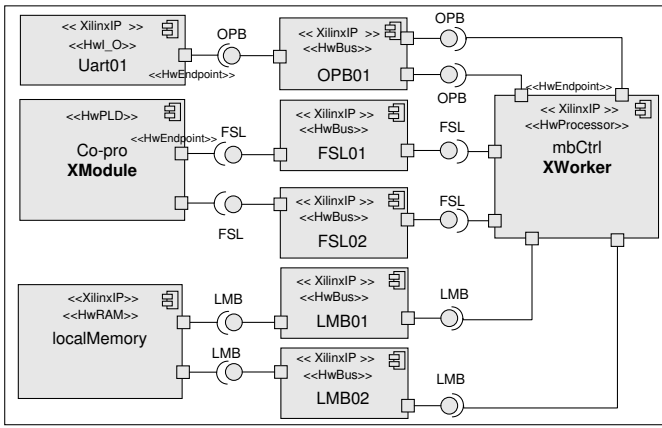 << XilinxIP >>
<<HwI_O>>
Uart01
<<HwEndpoint>>
OPB
<< XilinxIP >>
<<HwBus>>
OPB01
OPB
OPB
<<HwEndpoint>>
<<HwPLD>>
<<HwEndpoint>>
Co-pro
XModule
FSL
FSL
<< XilinxIP >>
<<HwBus>>
FSL01
FSL
<< XilinxIP >>
<<HwBus>>
FSL02
FSL
<< XilinxIP >>
<<HwProcessor>>
mbCtrl
XWorker
<<XilinxIP>>
<<HwRAM>>
localMemory
LMB
LMB
<< XilinxIP >>
<<HwBus>>
LMB01
LMB
<< XilinxIP >>
<<HwBus>>
LMB02
LMB